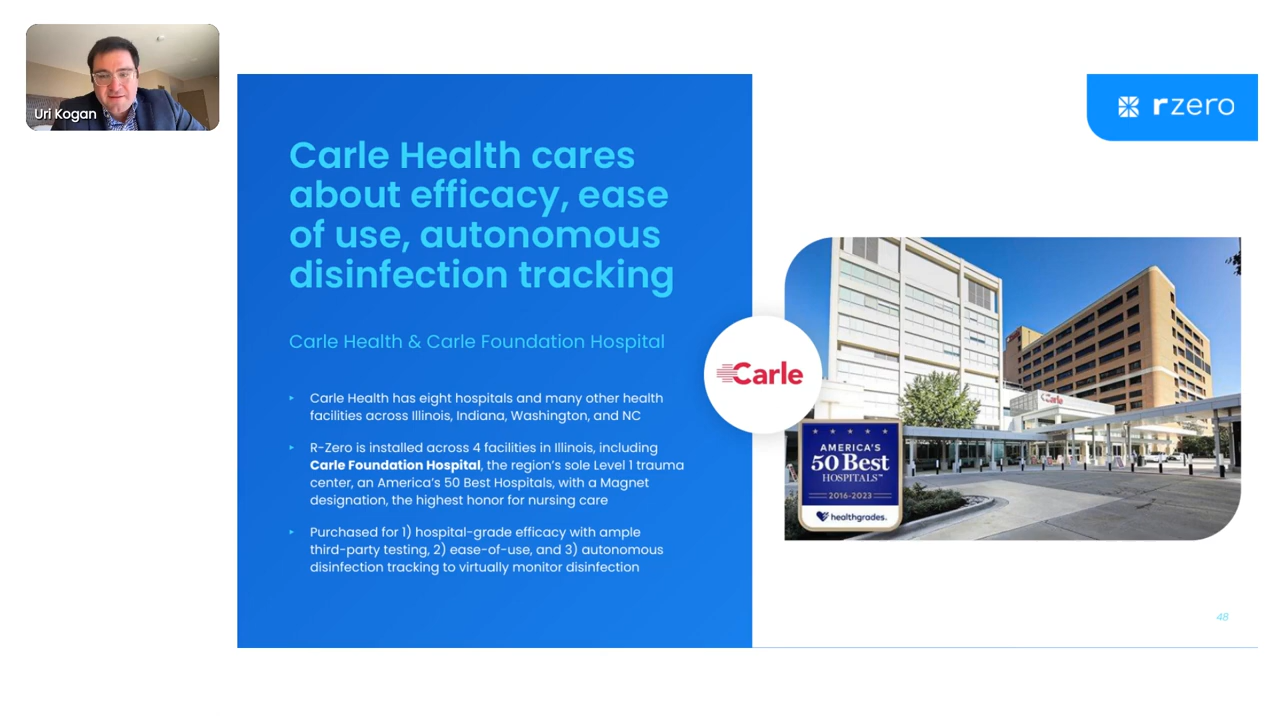 Uri Kogan
rzero
Carle Health cares
about efficacy, ease
of use, autonomous
disinfection tracking
Carle Health & Carle Foundation Hospital
‣ Carle Health has eight hospitals and many other health
facilities across Illinois, Indiana, Washington, and NC
‣ R-Zero is installed across 4 facilities in Illinois, including
Carle Foundation Hospital, the region's sole Level 1 trauma
center, an America's 50 Best Hospitals, with a Magnet
designation, the highest honor for nursing care
‣ Purchased for 1) hospital-grade efficacy with ample
third-party testing, 2) ease-of-use, and 3) autonomous
disinfection tracking to virtually monitor disinfection
Carle
Carle
AMERICA'S
50 Best
HOSPITALS™
2016-2023
healthgrades.
48